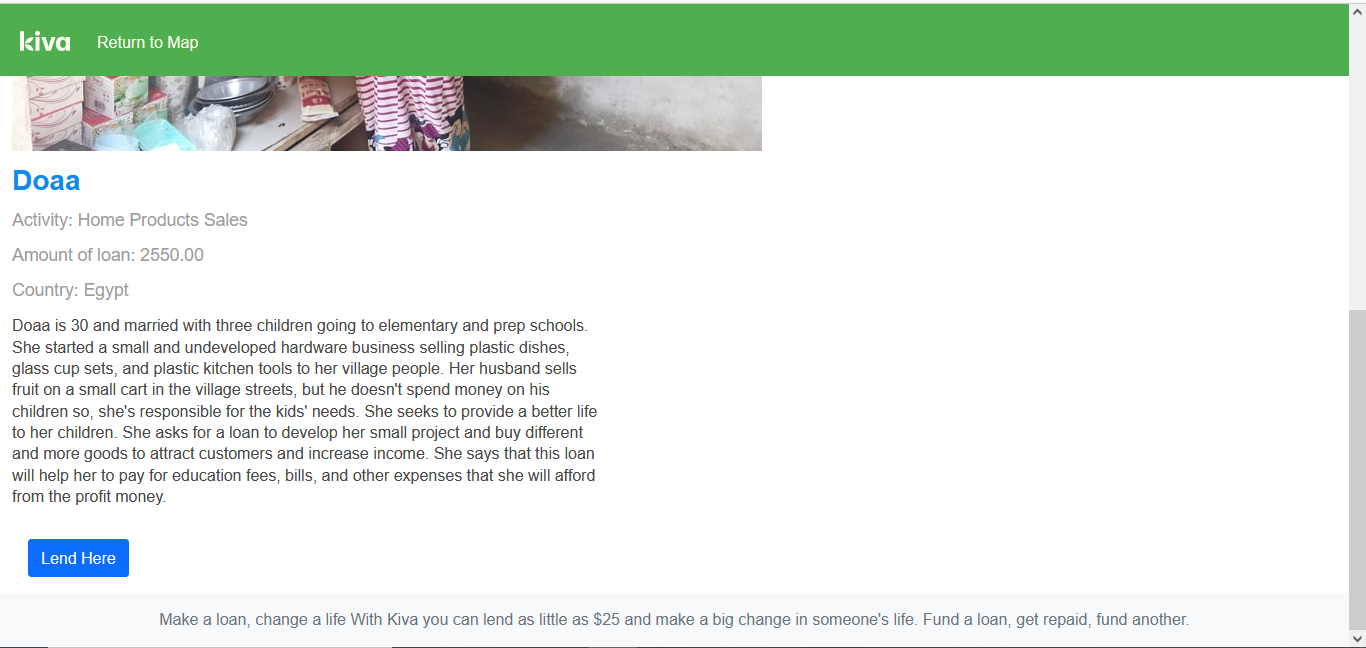 kiva Return to Map
Doaa
Activity: Home Products Sales
Amount of loan: 2550.00
Country: Egypt
Doaa is 30 and married with three children going to elementary and prep schools.
She started a small and undeveloped hardware business selling plastic dishes,
glass cup sets, and plastic kitchen tools to her village people. Her husband sells
fruit on a small cart in the village streets, but he doesn't spend money on his
children so, she's responsible for the kids' needs. She seeks to provide a better life
to her children. She asks for a loan to develop her small project and buy different
and more goods to attract customers and increase income. She says that this loan
will help her to pay for education fees, bills, and other expenses that she will afford
from the profit money.
Lend Here
Make a loan, change a life With Kiva you can lend as little as $25 and make a big change in someone's life. Fund a loan, get repaid, fund another.